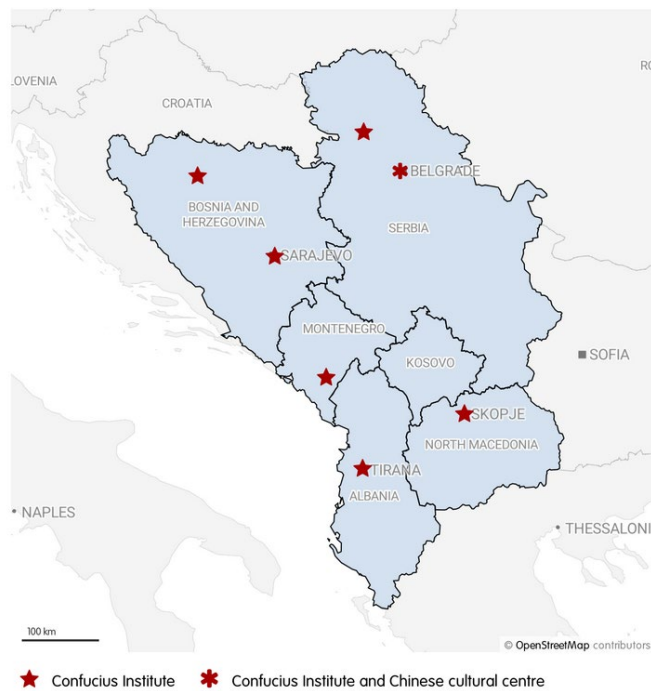 LOVENIA
CROATIA
RO
BELGRADE
BOSNIA AND
HERZEGOVINA
SERBIA
SARAJEVO
MONTENEGRO
KOSOVO
SOFIA
SKOPJE
NORTH MACEDONIA
TIRANA
ALBANIA
NAPLES
THESSALONI
100 km
© OpenStreetMap contributors
Confucius Institute
Confucius Institute and Chinese cultural centre